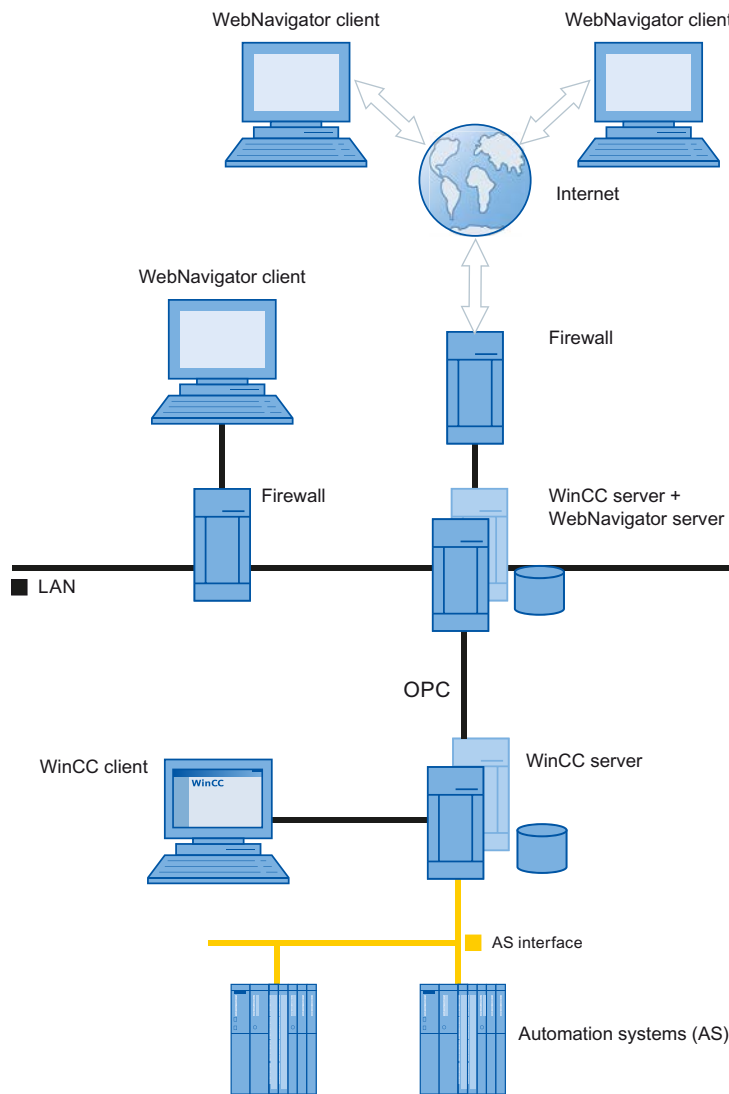 WebNavigator client
WebNavigator client
Internet
WebNavigator client
Firewall
Firewall
WinCC server +
WebNavigator server
LAN
OPC
WinCC client
WinCC server
WinCC
AS interface
Automation systems (AS)